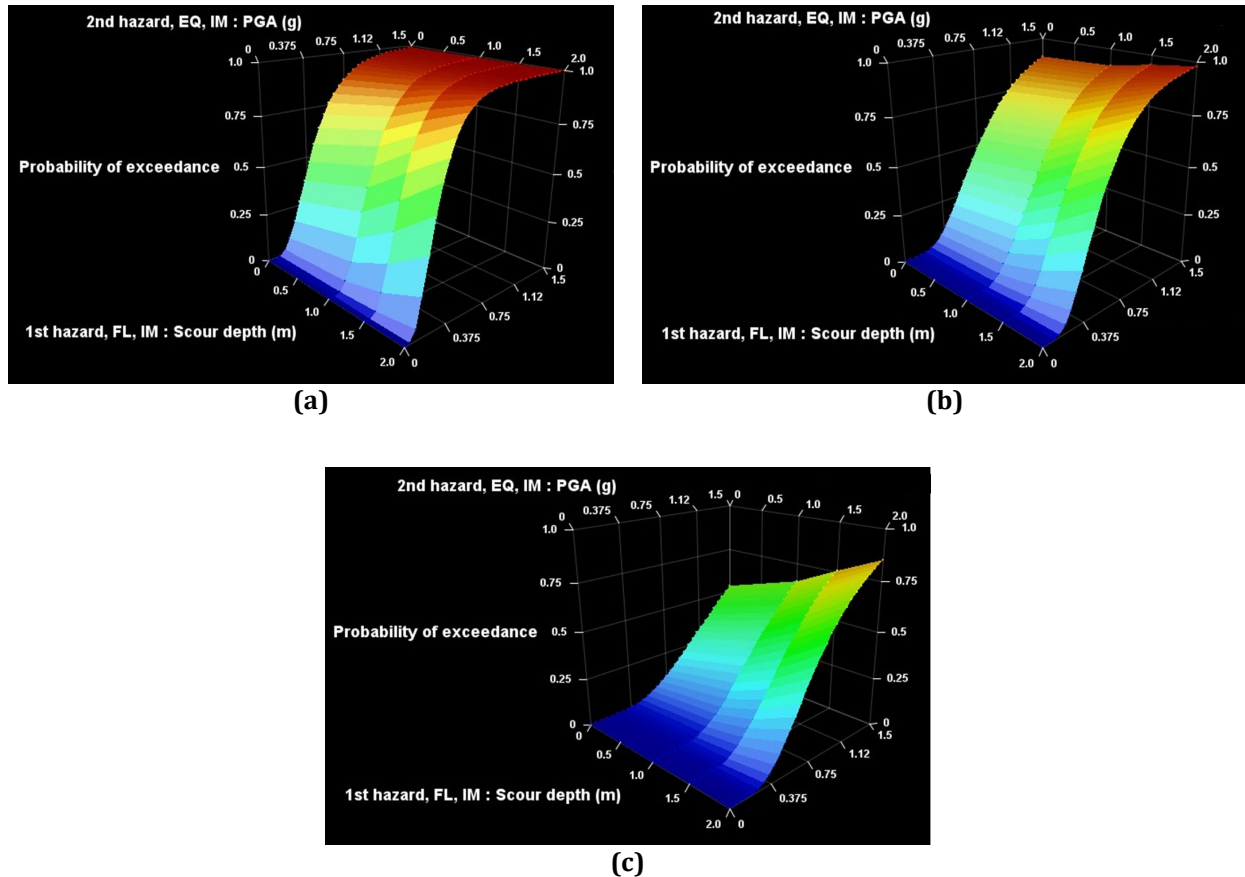 2nd hazard, EQ, IM : PGA (g)
0 0.375 0.75 1.12 1.5 0 0.5 1.0 1.5 2.0
1.0 1.0
0.75 0.75
Probability of exceedance 0.5 0.5
0.25 0.25
0 0
0 0.5 1.0 1.5 2.0
0 0.375 0.75 1.12 1.5
1st hazard, FL, IM : Scour depth (m)
(a)
2nd hazard, EQ, IM : PGA (g)
0 0.375 0.75 1.12 1.5 0 0.5 1.0 1.5 2.0
1.0 1.0
0.75 0.75
Probability of exceedance 0.5 0.5
0.25 0.25
0 0
0 0.5 1.0 1.5 2.0
0 0.375 0.75 1.12 1.5
1st hazard, FL, IM : Scour depth (m)
(b)
2nd hazard, EQ, IM : PGA (g)
0 0.375 0.75 1.12 1.5 0 0.5 1.0 1.5 2.0
1.0 1.0
0.75 0.75
Probability of exceedance 0.5 0.5
0.25 0.25
0 0
0 0.5 1.0 1.5 2.0
0 0.375 0.75 1.12 1.5
1st hazard, FL, IM : Scour depth (m)
(c)